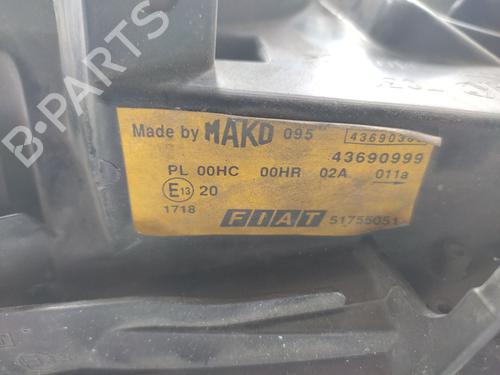 Made by MAKO 095
43690999
PL 00HC 00HR 02A 011a
E13 20
1718 FIAT 51755051
B-PARTS